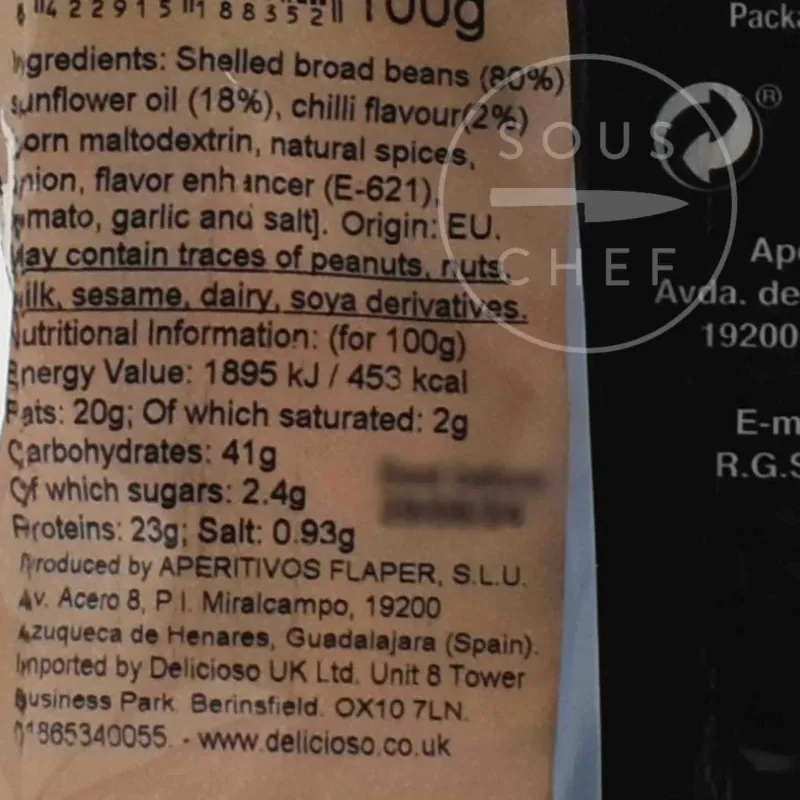 422915 188352 100g
Ingredients: Shelled broad beans (80%)
sunflower oil (18%), chilli flavour(2%)
corn maltodextrin, natural spices,
onion, flavor enhancer (E-621),
tomato, garlic and salt]. Origin: EU.
May contain traces of peanuts, nuts,
milk, sesame, dairy, soya derivatives.
Nutritional Information: (for 100g)
Energy Value: 1895 kJ / 453 kcal
Fats: 20g; Of which saturated: 2g
Carbohydrates: 41g
Of which sugars: 2.4g
Proteins: 23g; Salt: 0.93g
Produced by APERITIVOS FLAPER, S.L.U.
Av. Acero 8, P.I. Miralcampo, 19200
Azuqueca de Henares, Guadalajara (Spain).
Imported by Delicioso UK Ltd. Unit 8 Tower
Business Park. Berinsfield. OX10 7LN.
01865340055. - www.delicioso.co.uk
SOUS
CHEF
Packa
®
Ap
Avda. de
19200
E-m
R.G.S